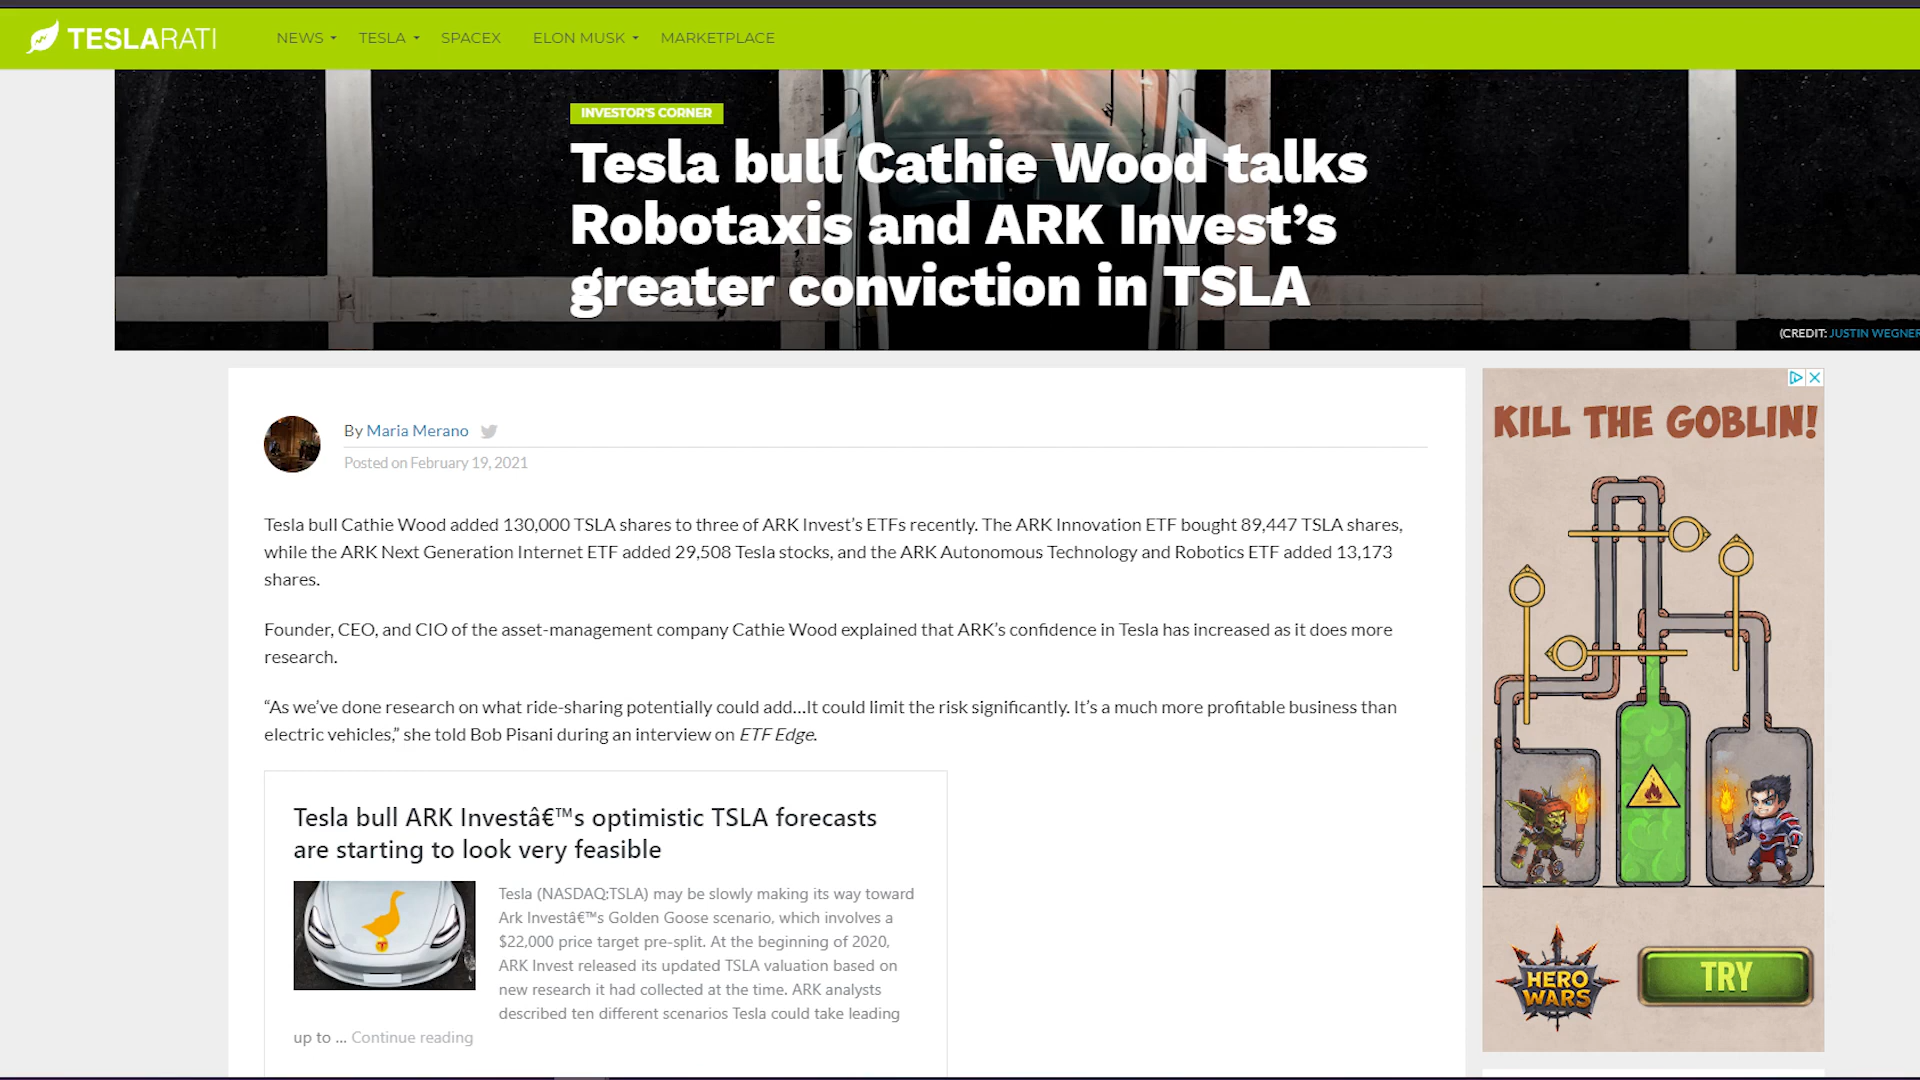 TESLARATI
NEWS TESLA SPACEX ELON MUSK MARKETPLACE
INVESTOR'S CORNER
Tesla bull Cathie Wood talks
Robotaxis and ARK Invest’s
greater conviction in TSLA
(CREDIT: JUSTIN WEGNER
By Maria Merano
Posted on February 19, 2021
Tesla bull Cathie Wood added 130,000 TSLA shares to three of ARK Invest’s ETFs recently. The ARK Innovation ETF bought 89,447 TSLA shares,
while the ARK Next Generation Internet ETF added 29,508 Tesla stocks, and the ARK Autonomous Technology and Robotics ETF added 13,173
shares.
Founder, CEO, and CIO of the asset-management company Cathie Wood explained that ARK’s confidence in Tesla has increased as it does more
research.
“As we’ve done research on what ride-sharing potentially could add…It could limit the risk significantly. It’s a much more profitable business than
electric vehicles,” she told Bob Pisani during an interview on ETF Edge.
Tesla bull ARK Investâ€™s optimistic TSLA forecasts
are starting to look very feasible
Tesla (NASDAQ:TSLA) may be slowly making its way toward
Ark Investâ€™s Golden Goose scenario, which involves a
$22,000 price target pre-split. At the beginning of 2020,
ARK Invest released its updated TSLA valuation based on
new research it had collected at the time. ARK analysts
described ten different scenarios Tesla could take leading
up to ... Continue reading
KILL THE GOBLIN!
HERO
WARS
TRY